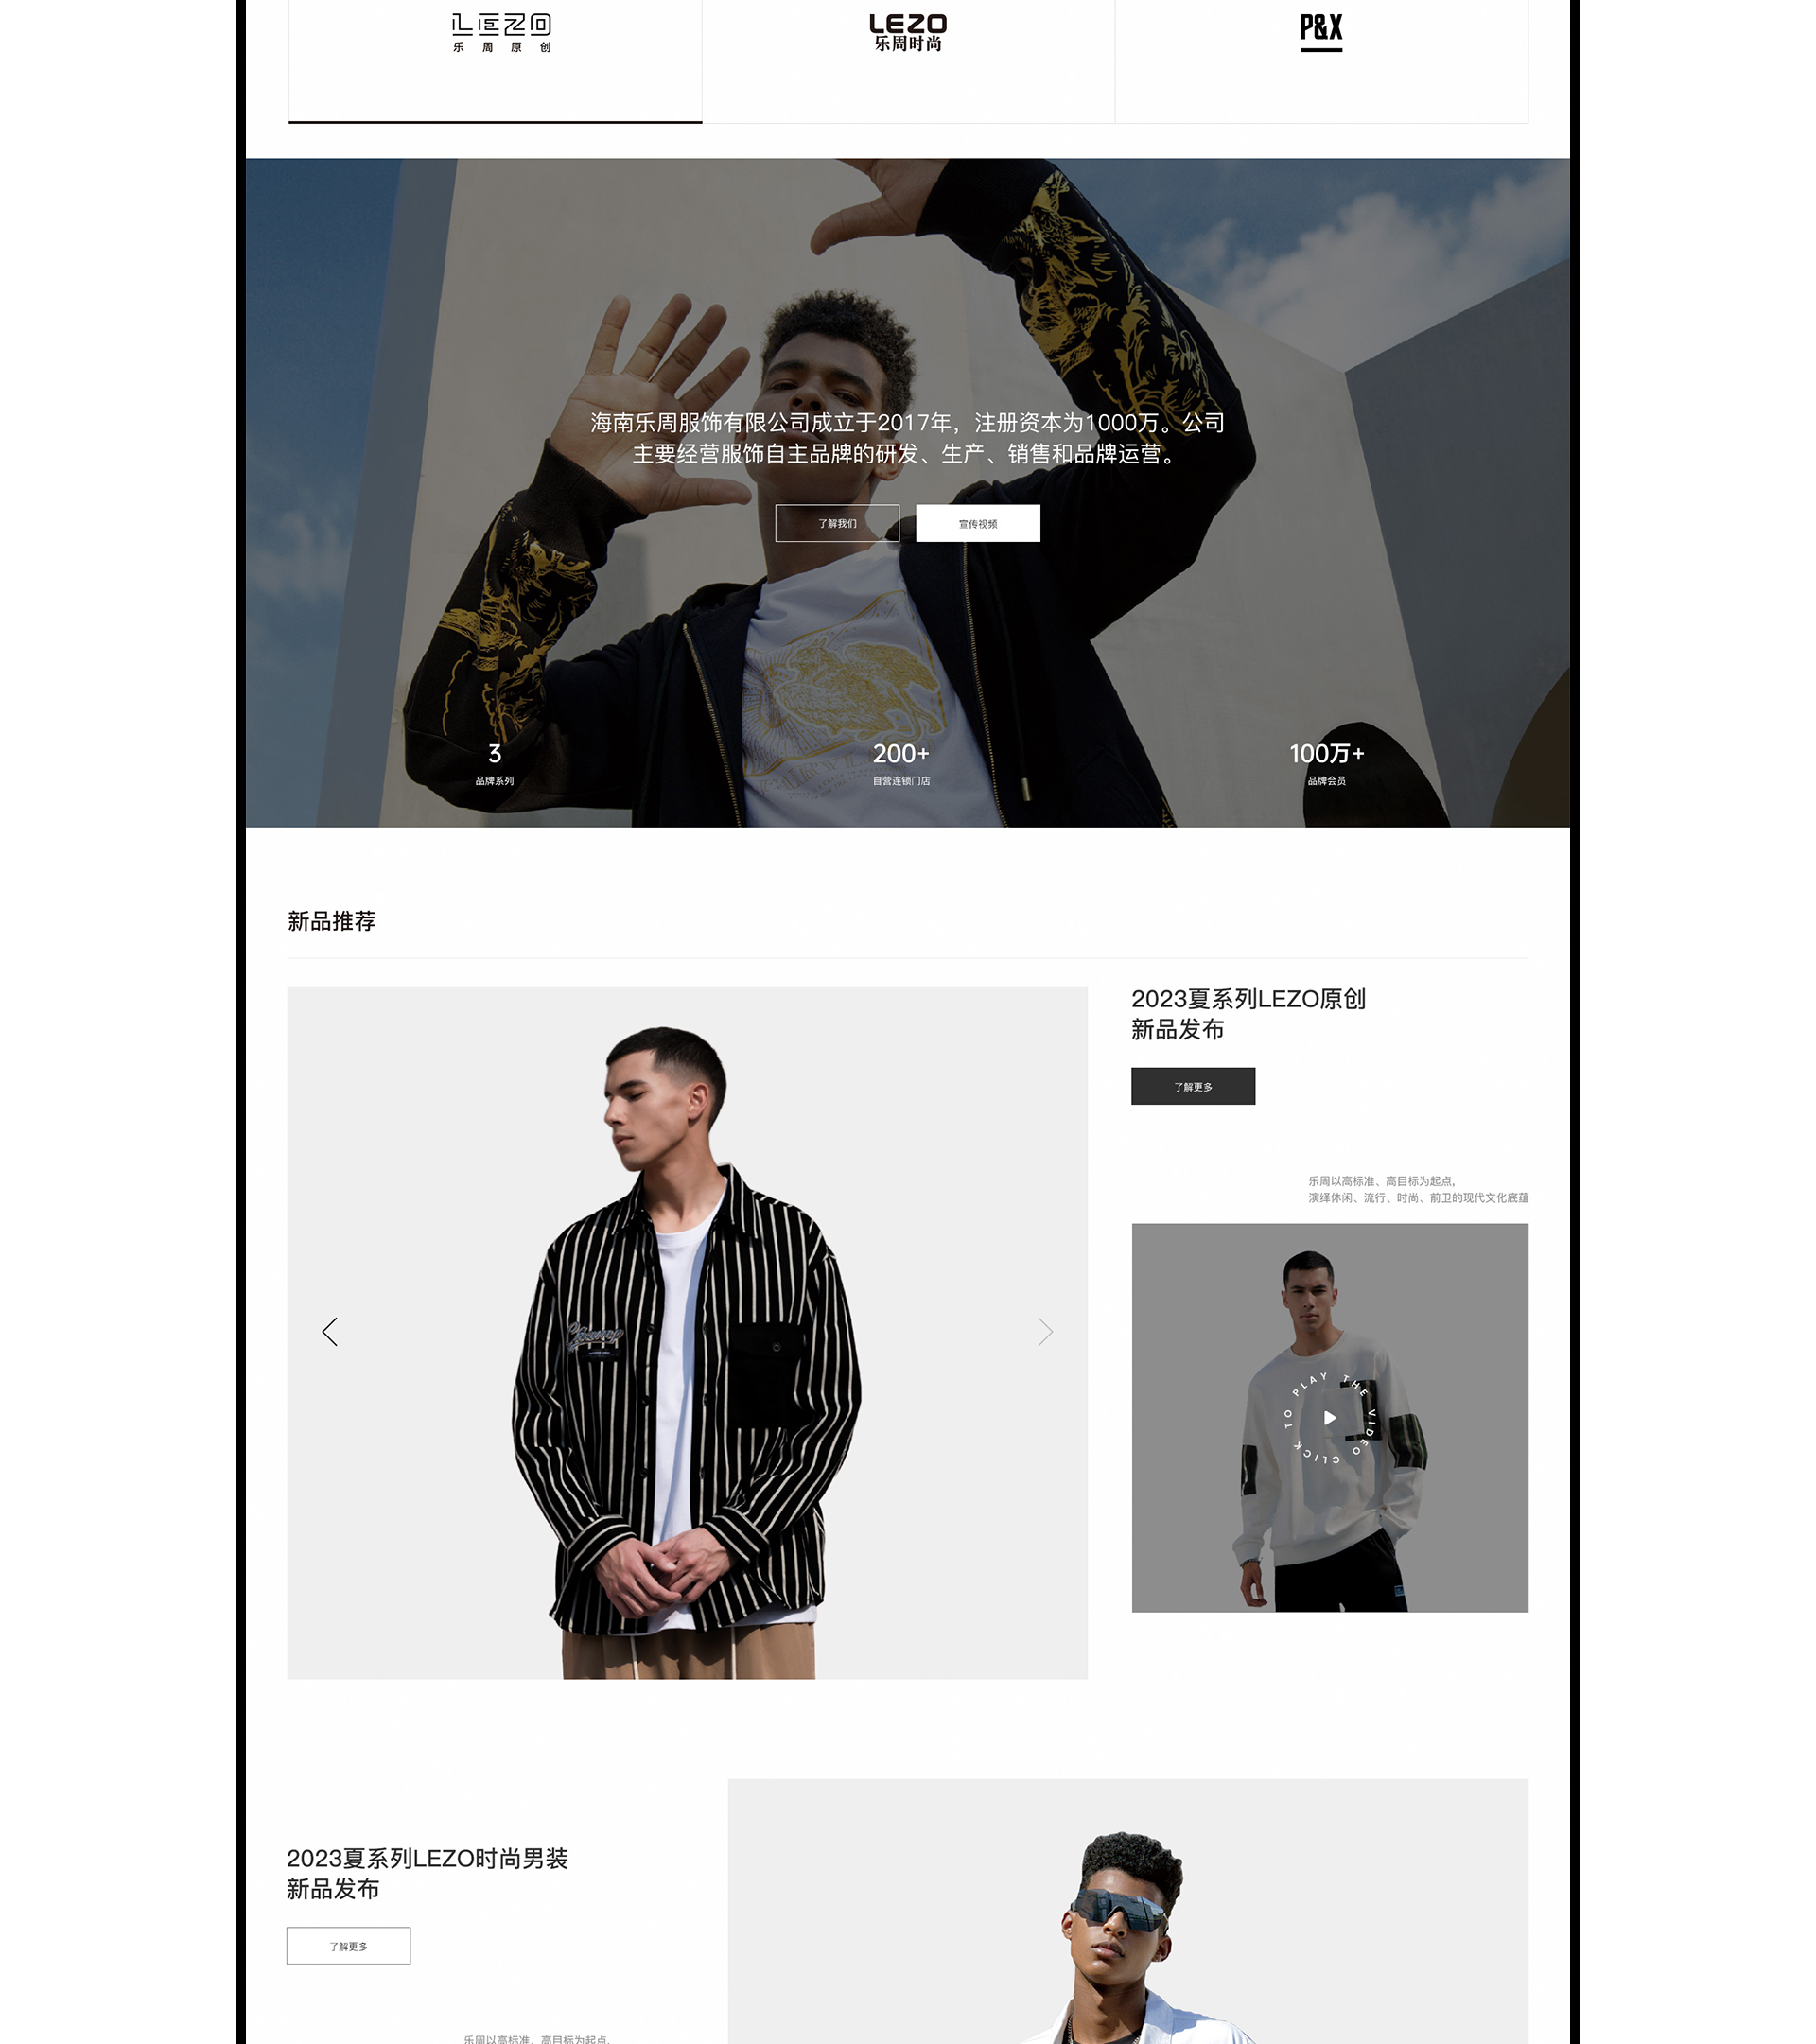 LEZO
乐周原创
LEZO
乐周时尚
P&X
海南乐周服饰有限公司成立于2017年，注册资本为1000万。公司
主要经营服饰自主品牌的研发、生产、销售和品牌运营。
了解我们
宣传视频
3
品牌系列
200+
自营连锁门店
100万+
品牌会员
新品推荐
2023夏系列LEZO原创
新品发布
了解更多
乐周以高标准、高目标为起点，
演绎休闲、流行、时尚、前卫的现代文化底蕴
CLICK TO PLAY THE VIDEO
2023夏系列LEZO时尚男装
新品发布
了解更多
乐周以高标准、高目标为起点，